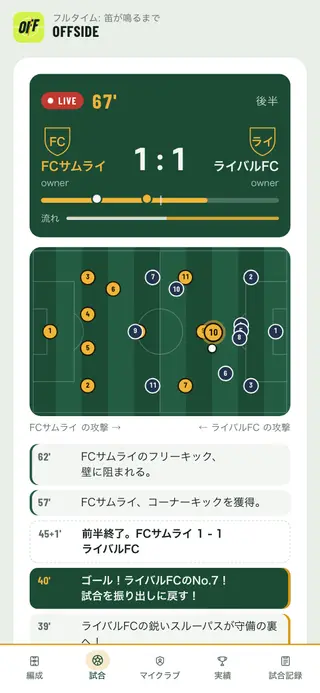 OFF
フルタイム: 笛が鳴るまで
OFFSIDE
LIVE 67' 後半
FC ライ
FCサムライ 1 : 1 ライバルFC
owner owner
流れ
3 7 11 2
6 10
4
1 9 10 8 1
5
6
2 11 7 3
FCサムライ の攻撃 → ← ライバルFC の攻撃
62' FCサムライのフリーキック、
壁に阻まれる。
57' FCサムライ、コーナーキックを獲得。
45+1' 前半終了。FCサムライ 1 - 1
ライバルFC
40' ゴール！ライバルFCのNo.7！
試合を振り出しに戻す！
39' ライバルFCの鋭いスルーパスが守備の裏
へ！
編成 試合 マイクラブ 実績 試合記録